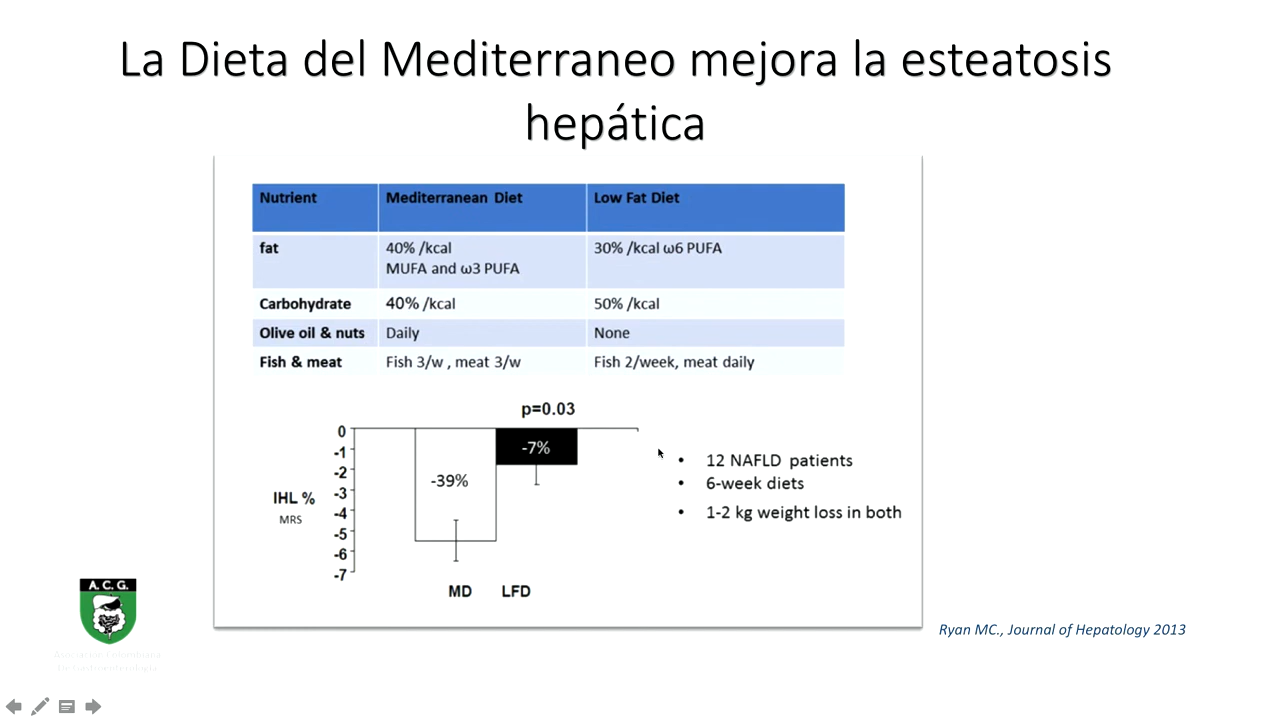 La Dieta del Mediterraneo mejora la esteatosis
hepática
Nutrient Mediterranean Diet Low Fat Diet
fat 40% /kcal 30% /kcal ω6 PUFA
MUFA and ω3 PUFA
Carbohydrate 40% /kcal 50% /kcal
Olive oil & nuts Daily None
Fish & meat Fish 3/w , meat 3/w Fish 2/week, meat daily
p=0.03
0
-1
-2
-3
-4
-5
-6
-7
IHL %
MRS
-39%
-7%
MD LFD
• 12 NAFLD patients
• 6-week diets
• 1-2 kg weight loss in both
A. C. G.
Asociación Colombiana
De Gastroenterología
Ryan MC., Journal of Hepatology 2013